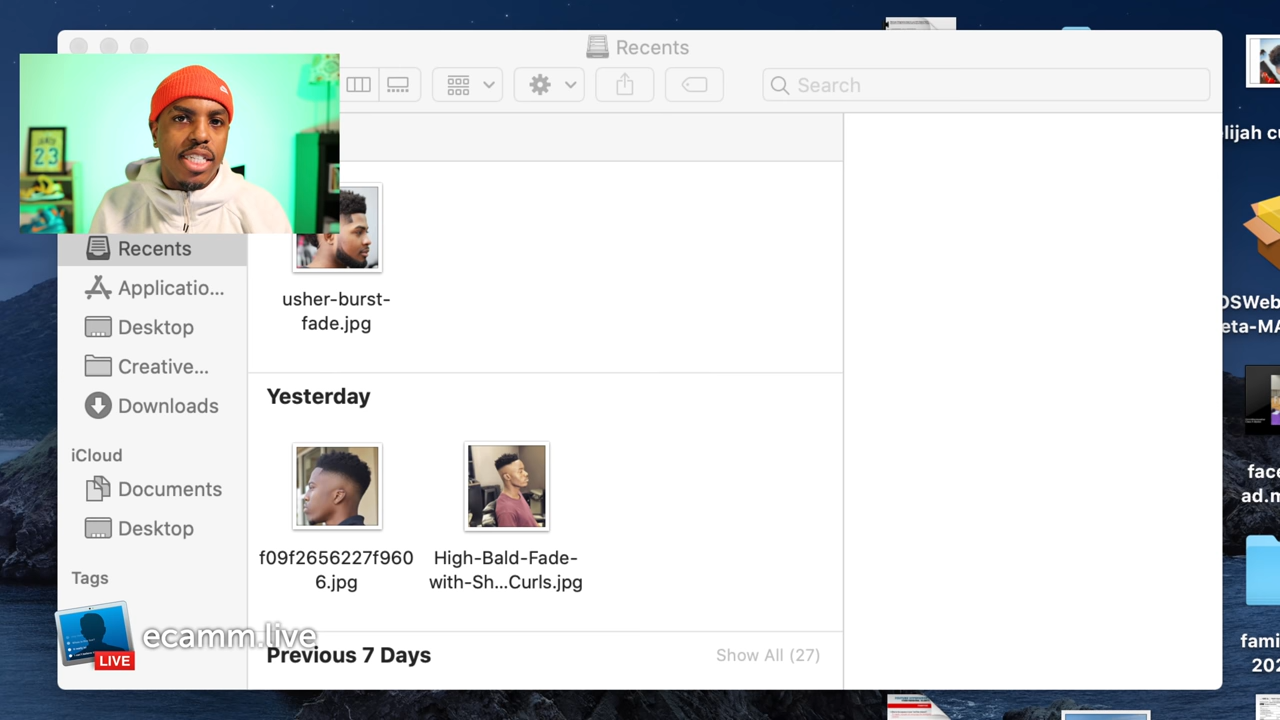 Recents
Search
23
Recents
Applicatio...
Desktop
Creative...
Downloads
iCloud
Documents
Desktop
Tags
usher-burst-
fade.jpg
Yesterday
f09f2656227f960
6.jpg
High-Bald-Fade-
with-Sh...Curls.jpg
Previous 7 Days
Show All (27)
LIVE
ecamm.live
lijah cu
OSWeb
eta-MA
face
ad.m
fami
202